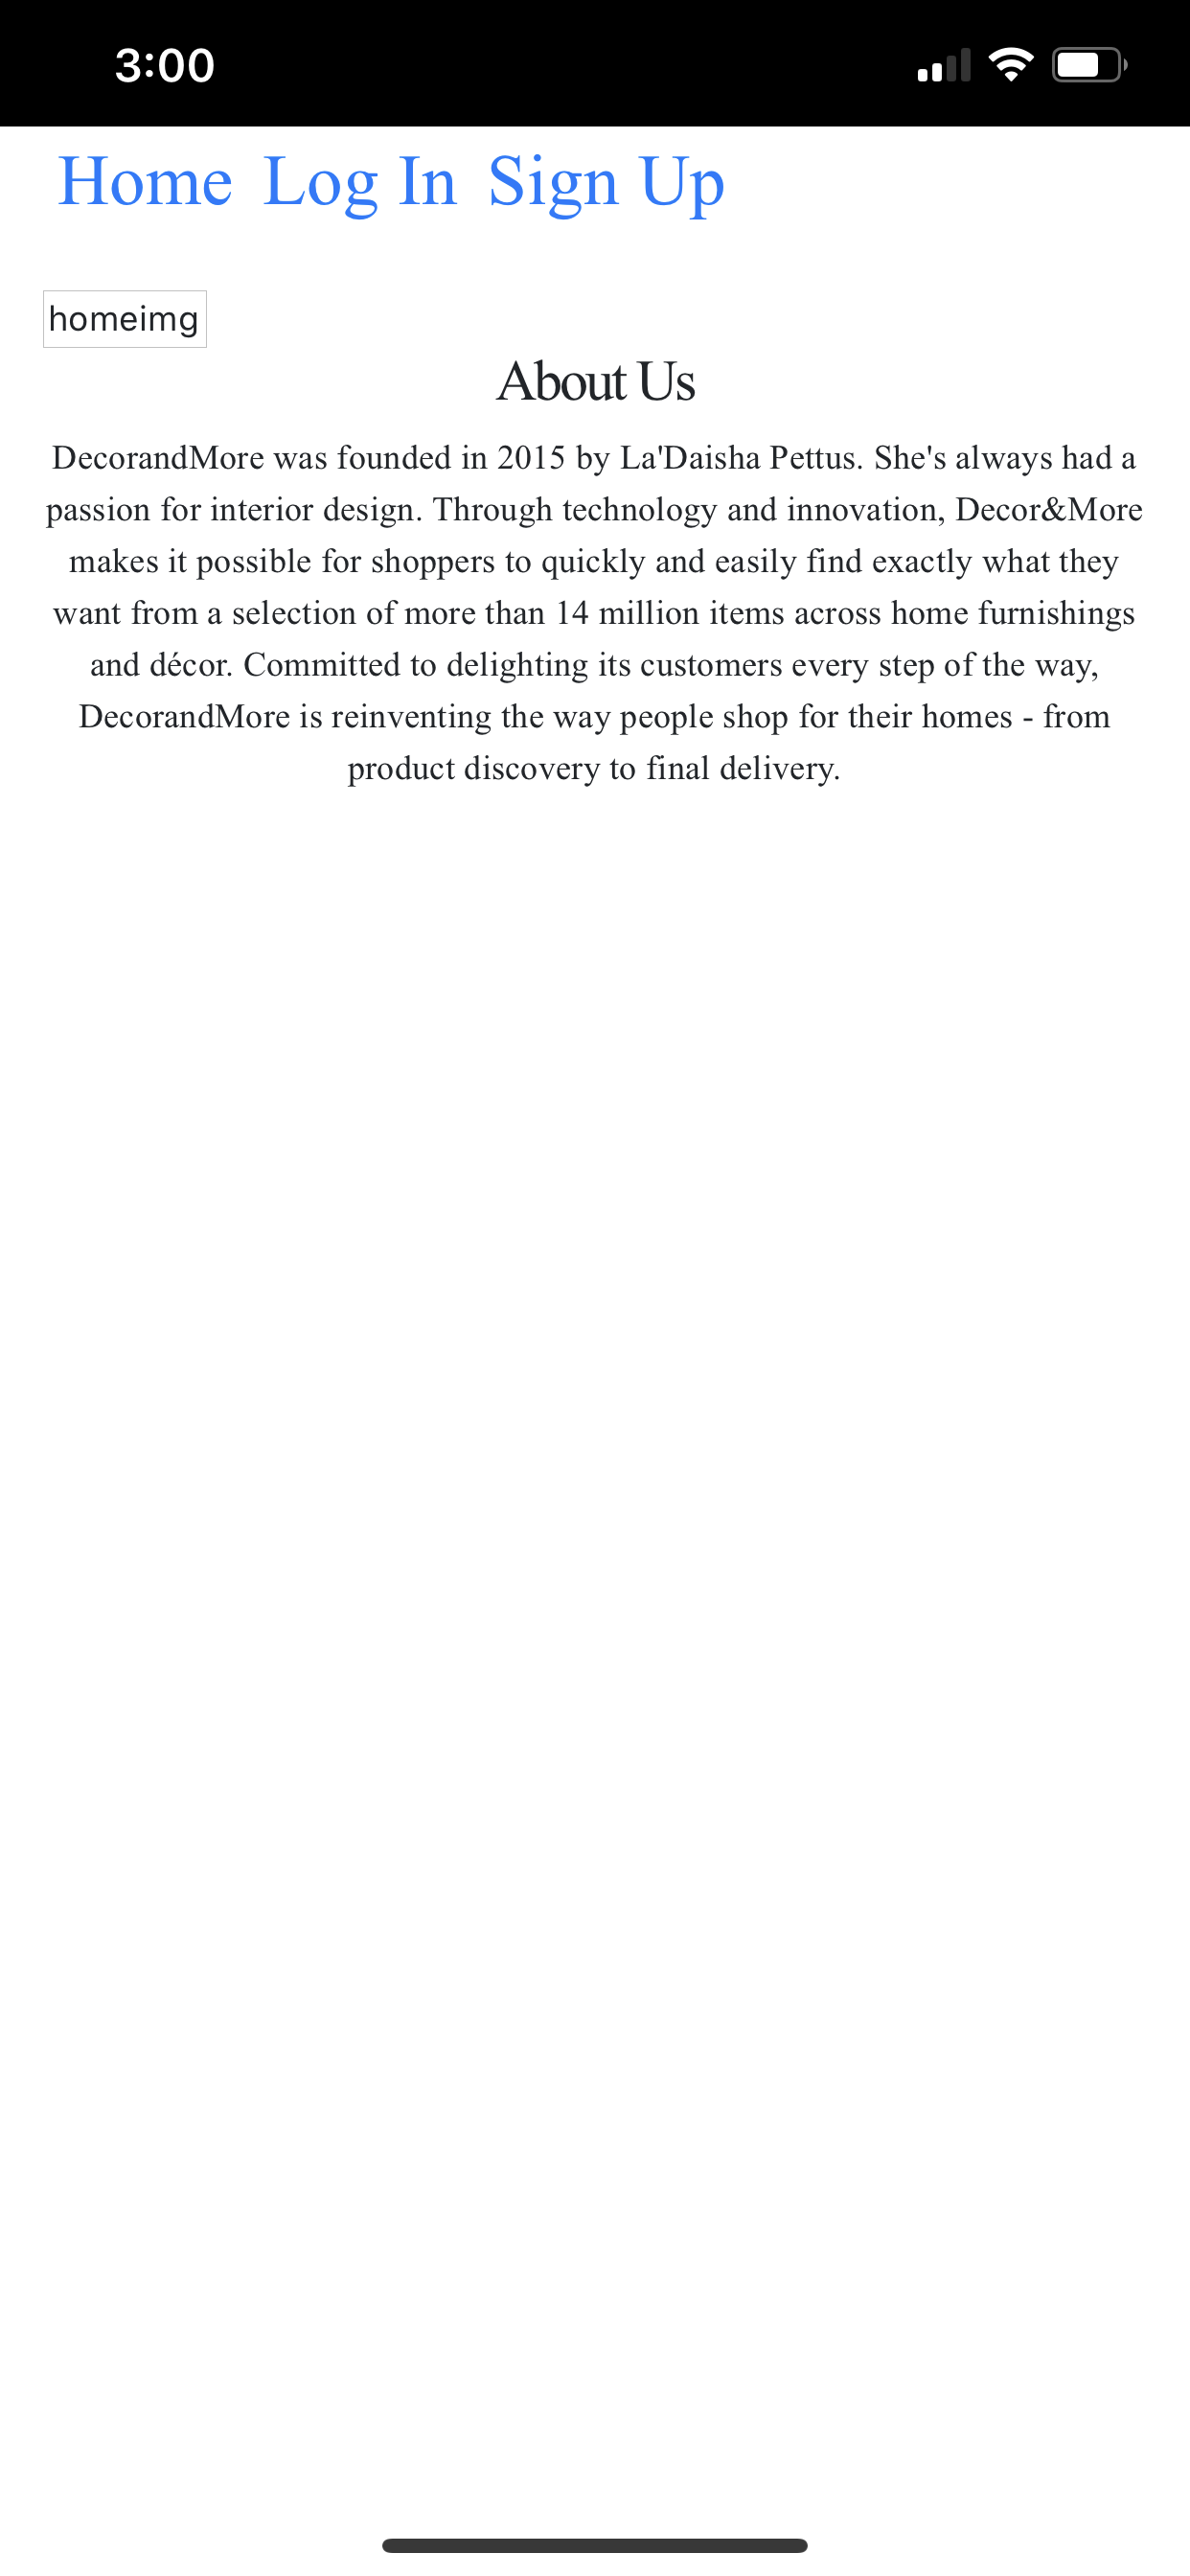 3:00
Home Log In Sign Up
homeimg
About Us
DecorandMore was founded in 2015 by La'Daisha Pettus. She's always had a
passion for interior design. Through technology and innovation, Decor&More
makes it possible for shoppers to quickly and easily find exactly what they
want from a selection of more than 14 million items across home furnishings
and décor. Committed to delighting its customers every step of the way,
DecorandMore is reinventing the way people shop for their homes - from
product discovery to final delivery.